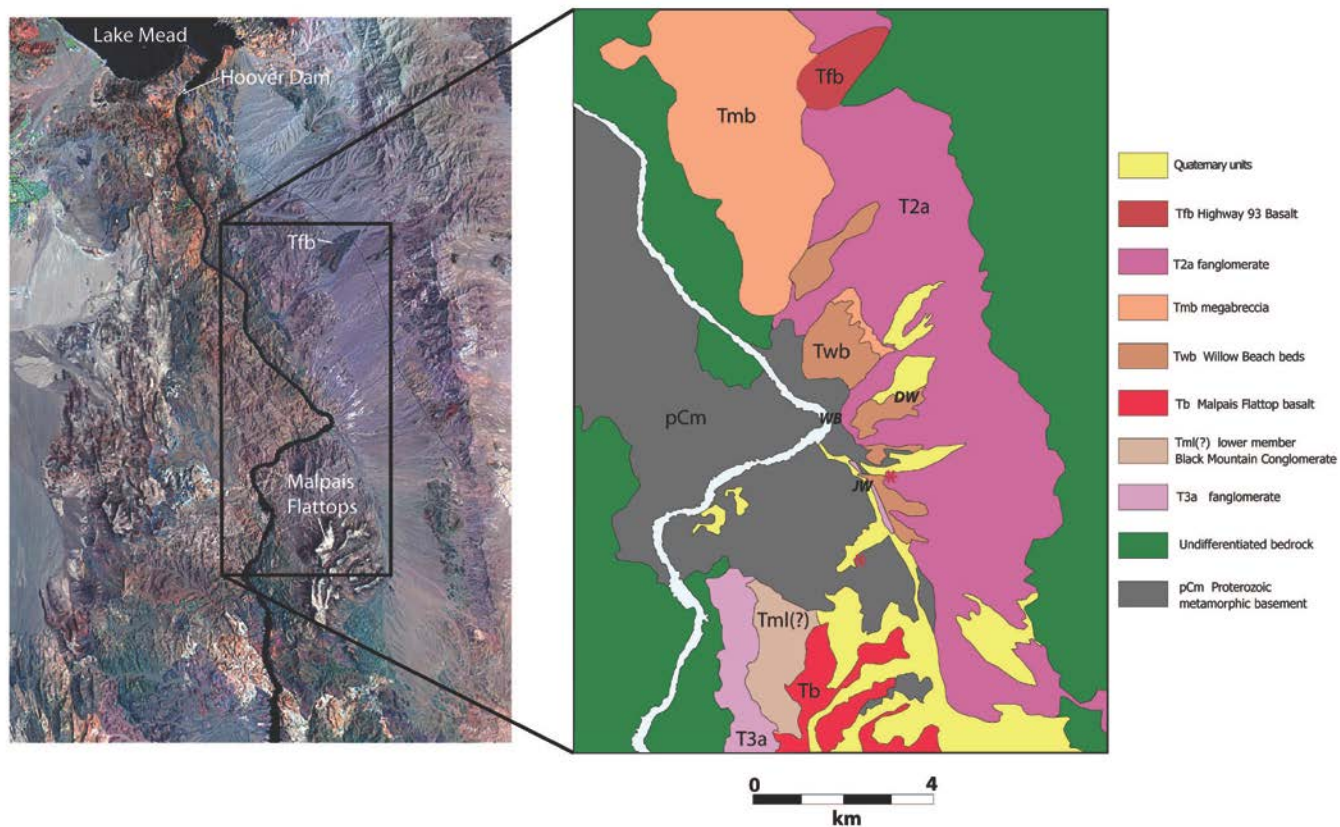 Lake Mead
Hoover Dam
Tfb
Malpais
Flattops
Tfb
Tmb
T2a
Twb
DW
pCm
WB
*
JW
*
Tml(?)
Tb
T3a
0 4
km
Quaternary units
Tfb Highway 93 Basalt
T2a fanglomerate
Tmb megabreccia
Twb Willow Beach beds
Tb Malpais Flattop basalt
Tml(?) lower member
Black Mountain Conglomerate
T3a fanglomerate
Undifferentiated bedrock
pCm Proterozoic
metamorphic basement